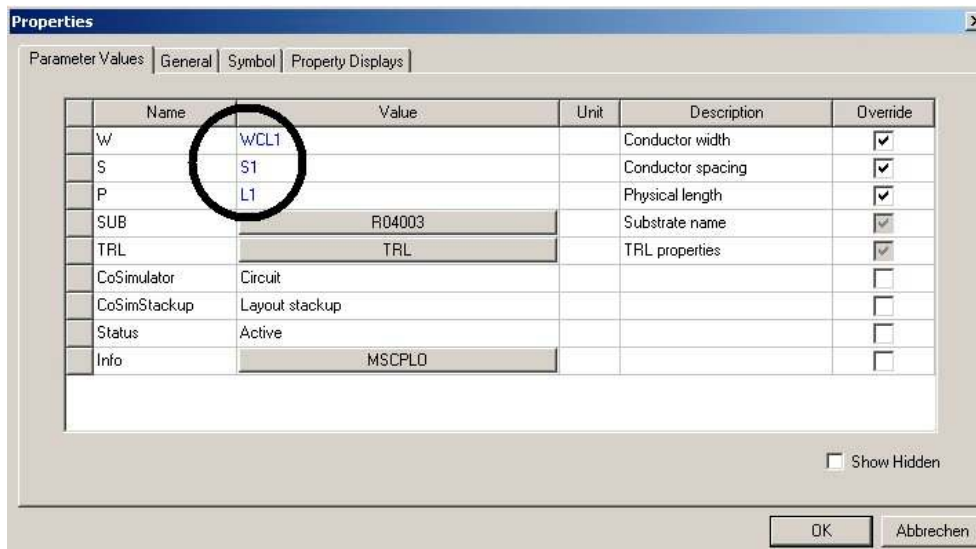 Properties
Parameter Values General Symbol Property Displays
Name Value Unit Description Override
W WCL1 Conductor width
S S1 Conductor spacing
P L1 Physical length
SUB R04003 Substrate name
TRL TRL TRL properties
CoSimulator Circuit
CoSimStackup Layout stackup
Status Active
Info MSCPLO
Show Hidden
OK Abbrechen